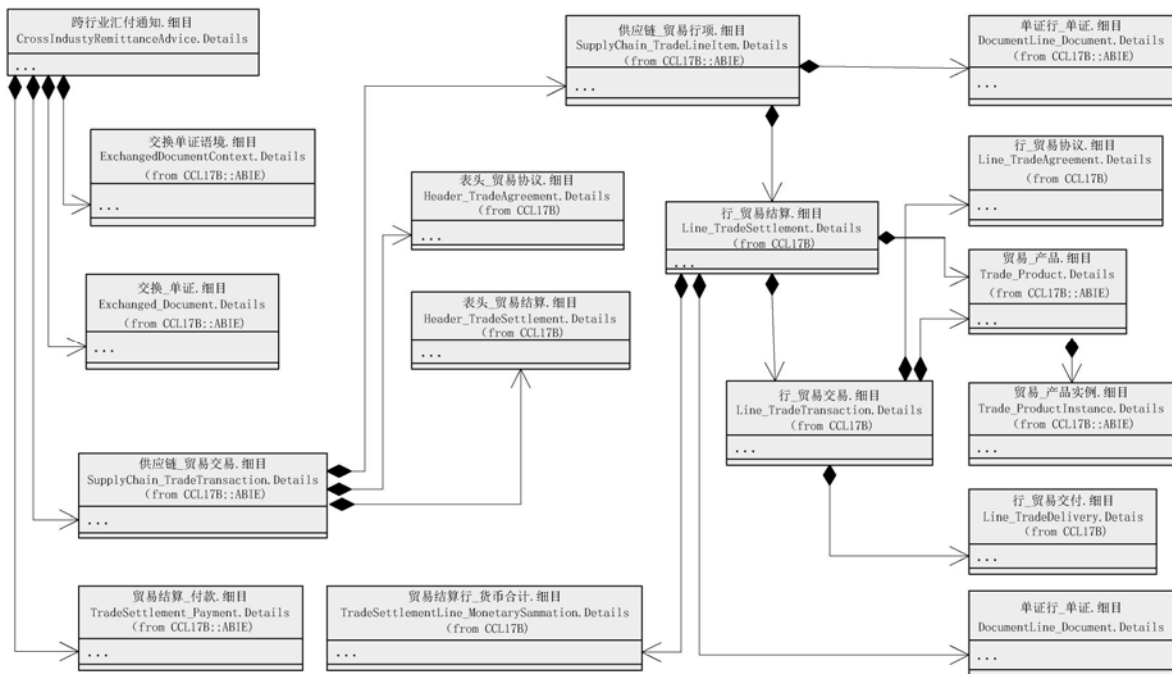 跨行业汇付通知.细目
CrossIndustyRemittanceAdvice.Details
...
供应链_贸易行项.细目
SupplyChain_TradeLineItem.Details
(from CCL17B::ABIE)
...
单证行_单证.细目
DocumentLine_Document.Details
(from CCL17B::ABIE)
...
交换单证语境.细目
ExchangedDocumentContext.Details
(from CCL17B::ABIE)
...
表头_贸易协议.细目
Header_TradeAgreement.Details
(from CCL17B)
...
行_贸易协议.细目
Line_TradeAgreement.Details
(from CCL17B)
...
行_贸易结算.细目
Line_TradeSettlement.Details
(from CCL17B)
...
贸易_产品.细目
Trade_Product.Details
(from CCL17B::ABIE)
...
交换_单证.细目
Exchanged_Document.Details
(from CCL17B::ABIE)
...
表头_贸易结算.细目
Header_TradeSettlement.Details
(from CCL17B)
...
行_贸易交易.细目
Line_TradeTransaction.Details
(from CCL17B)
...
贸易_产品实例.细目
Trade_ProductInstance.Details
(from CCL17B::ABIE)
...
供应链_贸易交易.细目
SupplyChain_TradeTransaction.Details
(from CCL17B::ABIE)
...
行_贸易交付.细目
Line_TradeDelivery.Detais
(from CCL17B)
...
贸易结算_付款.细目
TradeSettlement_Payment.Details
(from CCL17B::ABIE)
...
贸易结算行_货币合计.细目
TradeSettlementLine_MonetarySammation.Details
(from CCL17B)
...
单证行_单证.细目
DocumentLine_Document.Details
...